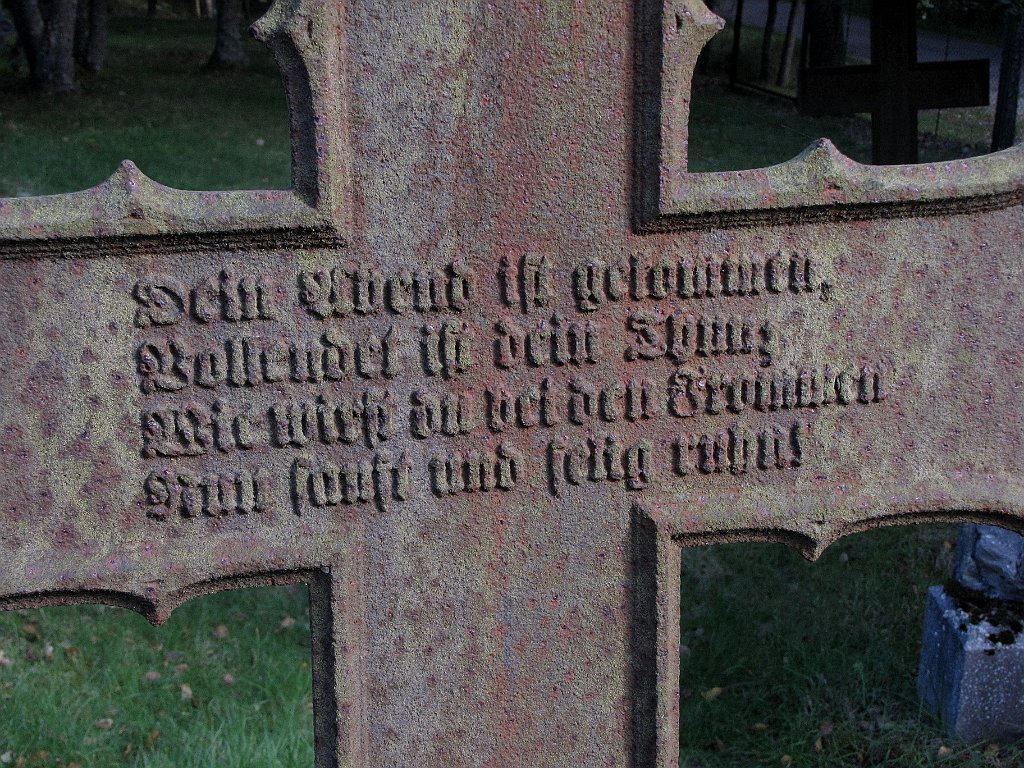 Dein Abend ist gekommen,
Vollendet ist dein Thun;
Wie wirst du bei den Frommen
Nun sanft und selig ruhn!